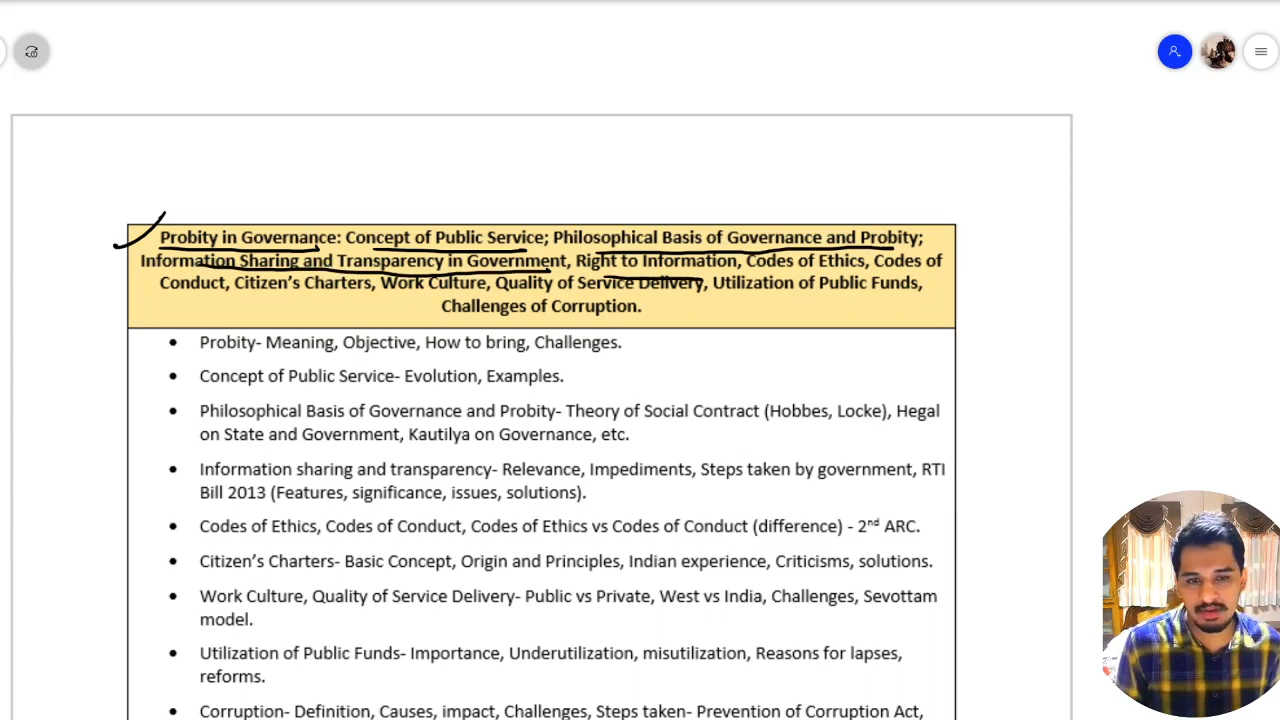 Probity in Governance: Concept of Public Service; Philosophical Basis of Governance and Probity;
Information Sharing and Transparency in Government, Right to Information, Codes of Ethics, Codes of
Conduct, Citizen's Charters, Work Culture, Quality of Service Delivery, Utilization of Public Funds,
Challenges of Corruption.
• Probity- Meaning, Objective, How to bring, Challenges.
• Concept of Public Service- Evolution, Examples.
• Philosophical Basis of Governance and Probity- Theory of Social Contract (Hobbes, Locke), Hegal
on State and Government, Kautilya on Governance, etc.
• Information sharing and transparency- Relevance, Impediments, Steps taken by government, RTI
Bill 2013 (Features, significance, issues, solutions).
• Codes of Ethics, Codes of Conduct, Codes of Ethics vs Codes of Conduct (difference) - 2nd ARC.
• Citizen's Charters- Basic Concept, Origin and Principles, Indian experience, Criticisms, solutions.
• Work Culture, Quality of Service Delivery- Public vs Private, West vs India, Challenges, Sevottam
model.
• Utilization of Public Funds- Importance, Underutilization, misutilization, Reasons for lapses,
reforms.
• Corruption- Definition, Causes, impact, Challenges, Steps taken- Prevention of Corruption Act,